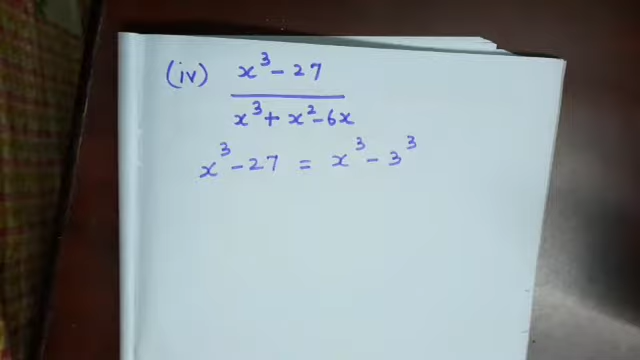 (iv) x³ - 27
x³ + x² - 6x
x³ - 27 = x³ - 3³